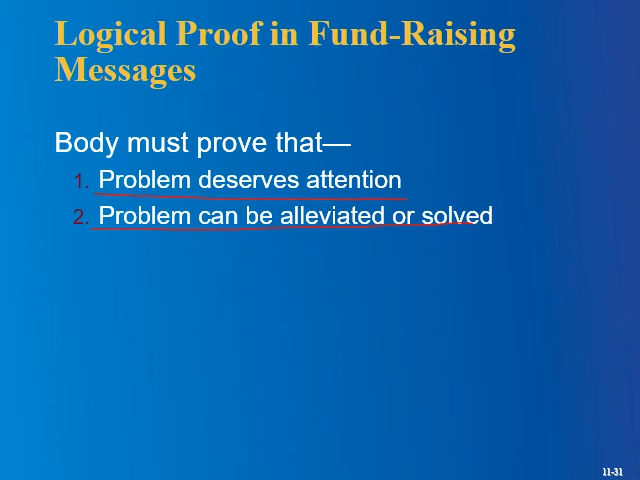 Logical Proof in Fund-Raising
Messages
Body must prove that—
1. Problem deserves attention
2. Problem can be alleviated or solved
11-31